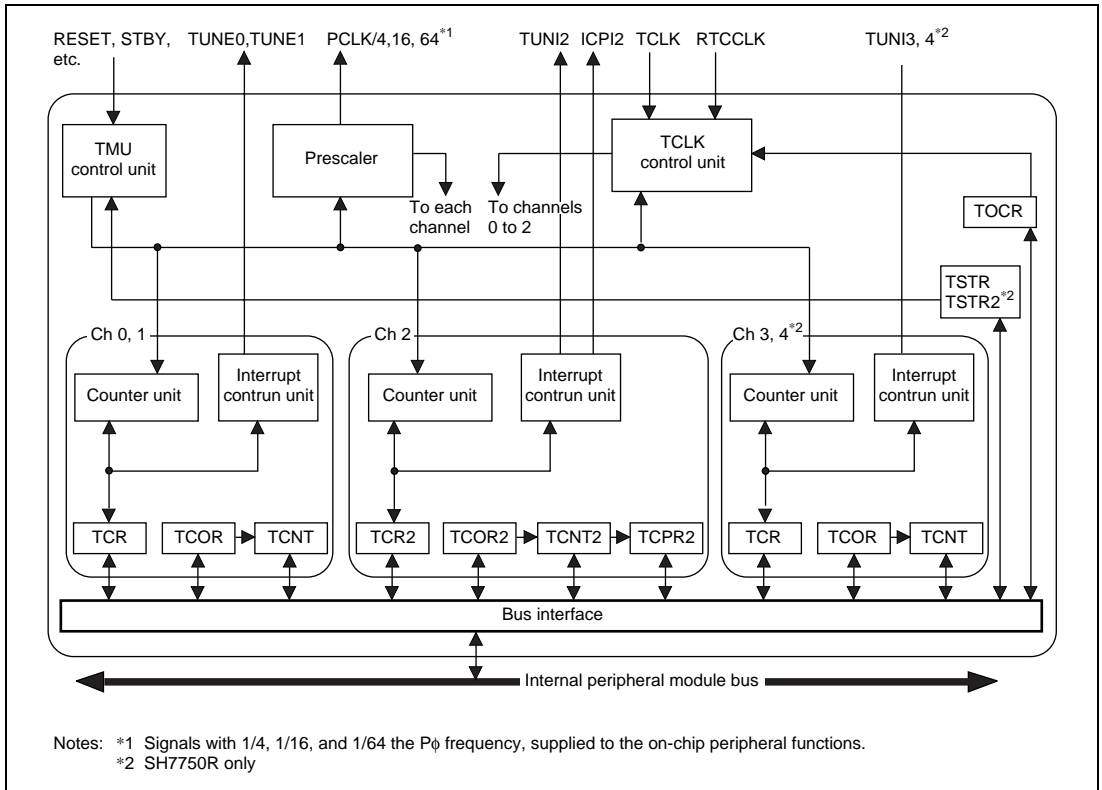 RESET, STBY,
etc.
TUNE0,TUNE1
PCLK/4,16, 64*1
TUNI2
ICPI2
TCLK
RTCCLK
TUNI3, 4*2
TMU
control unit
Prescaler
TCLK
control unit
To each
channel
To channels
0 to 2
TOCR
TSTR
TSTR2*2
Ch 0, 1
Ch 2
Ch 3, 4*2
Counter unit
Interrupt
contrun unit
Counter unit
Interrupt
contrun unit
Counter unit
Interrupt
contrun unit
TCR
TCOR
TCNT
TCR2
TCOR2
TCNT2
TCPR2
TCR
TCOR
TCNT
Bus interface
Internal peripheral module bus
Notes: *1 Signals with 1/4, 1/16, and 1/64 the Pϕ frequency, supplied to the on-chip peripheral functions.
*2 SH7750R only